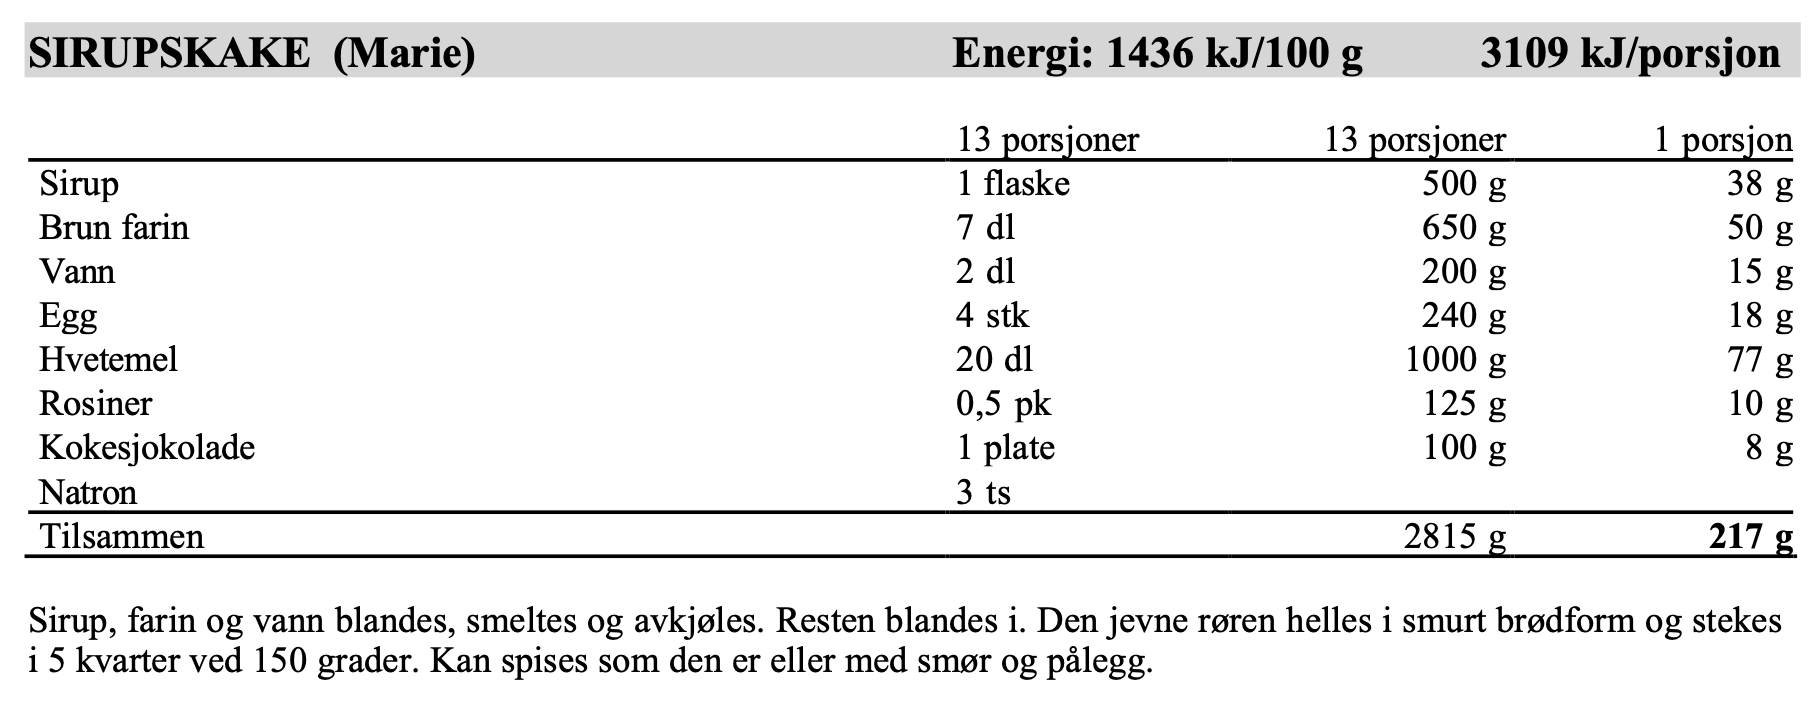 SIRUPSKAKE (Marie) Energi: 1436 kJ/100 g 3109 kJ/porsjon
13 porsjoner 13 porsjoner 1 porsjon
Sirup 1 flaske 500 g 38 g
Brun farin 7 dl 650 g 50 g
Vann 2 dl 200 g 15 g
Egg 4 stk 240 g 18 g
Hvetemel 20 dl 1000 g 77 g
Rosiner 0,5 pk 125 g 10 g
Kokesjokolade 1 plate 100 g 8 g
Natron 3 ts
Tilsammen 2815 g 217 g
Sirup, farin og vann blandes, smeltes og avkjøles. Resten blandes i. Den jevne røren helles i smurt brødform og stekes
i 5 kvarter ved 150 grader. Kan spises som den er eller med smør og pålegg.